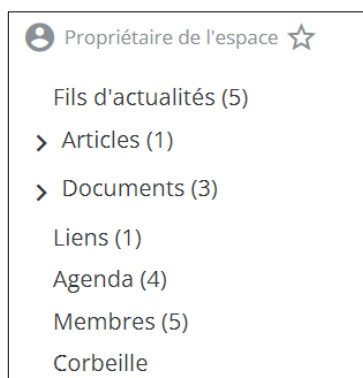 Propriétaire de l'espace
Fils d'actualités (5)
Articles (1)
Documents (3)
Liens (1)
Agenda (4)
Membres (5)
Corbeille